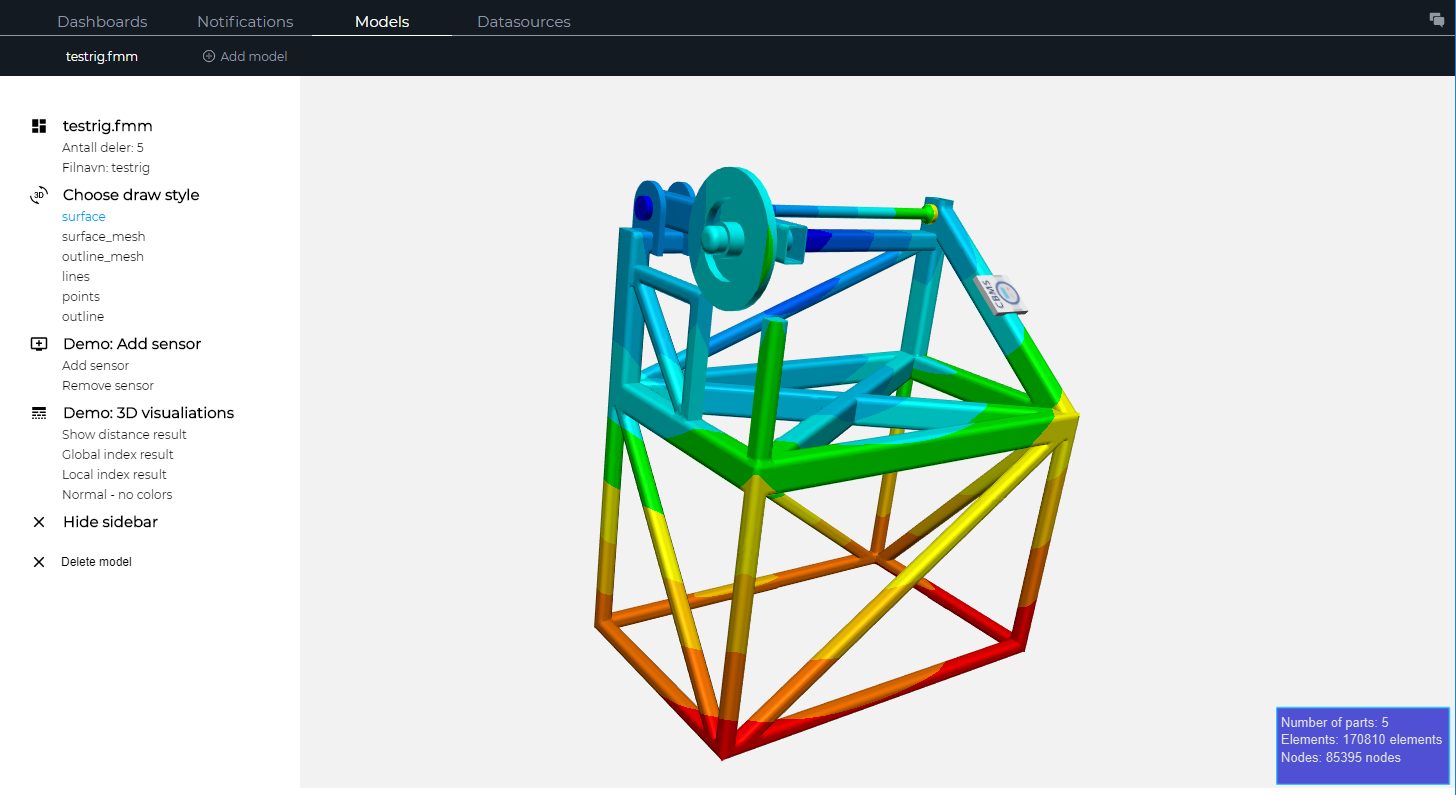 Dashboards Notifications Models Datasources
testrig.fmm Add model
testrig.fmm
Antall deler: 5
Filnavn: testrig
3D Choose draw style
surface
surface_mesh
outline_mesh
lines
points
outline
Demo: Add sensor
Add sensor
Remove sensor
Demo: 3D visualiations
Show distance result
Global index result
Local index result
Normal - no colors
Hide sidebar
Delete model
CBMS
Number of parts: 5
Elements: 170810 elements
Nodes: 85395 nodes